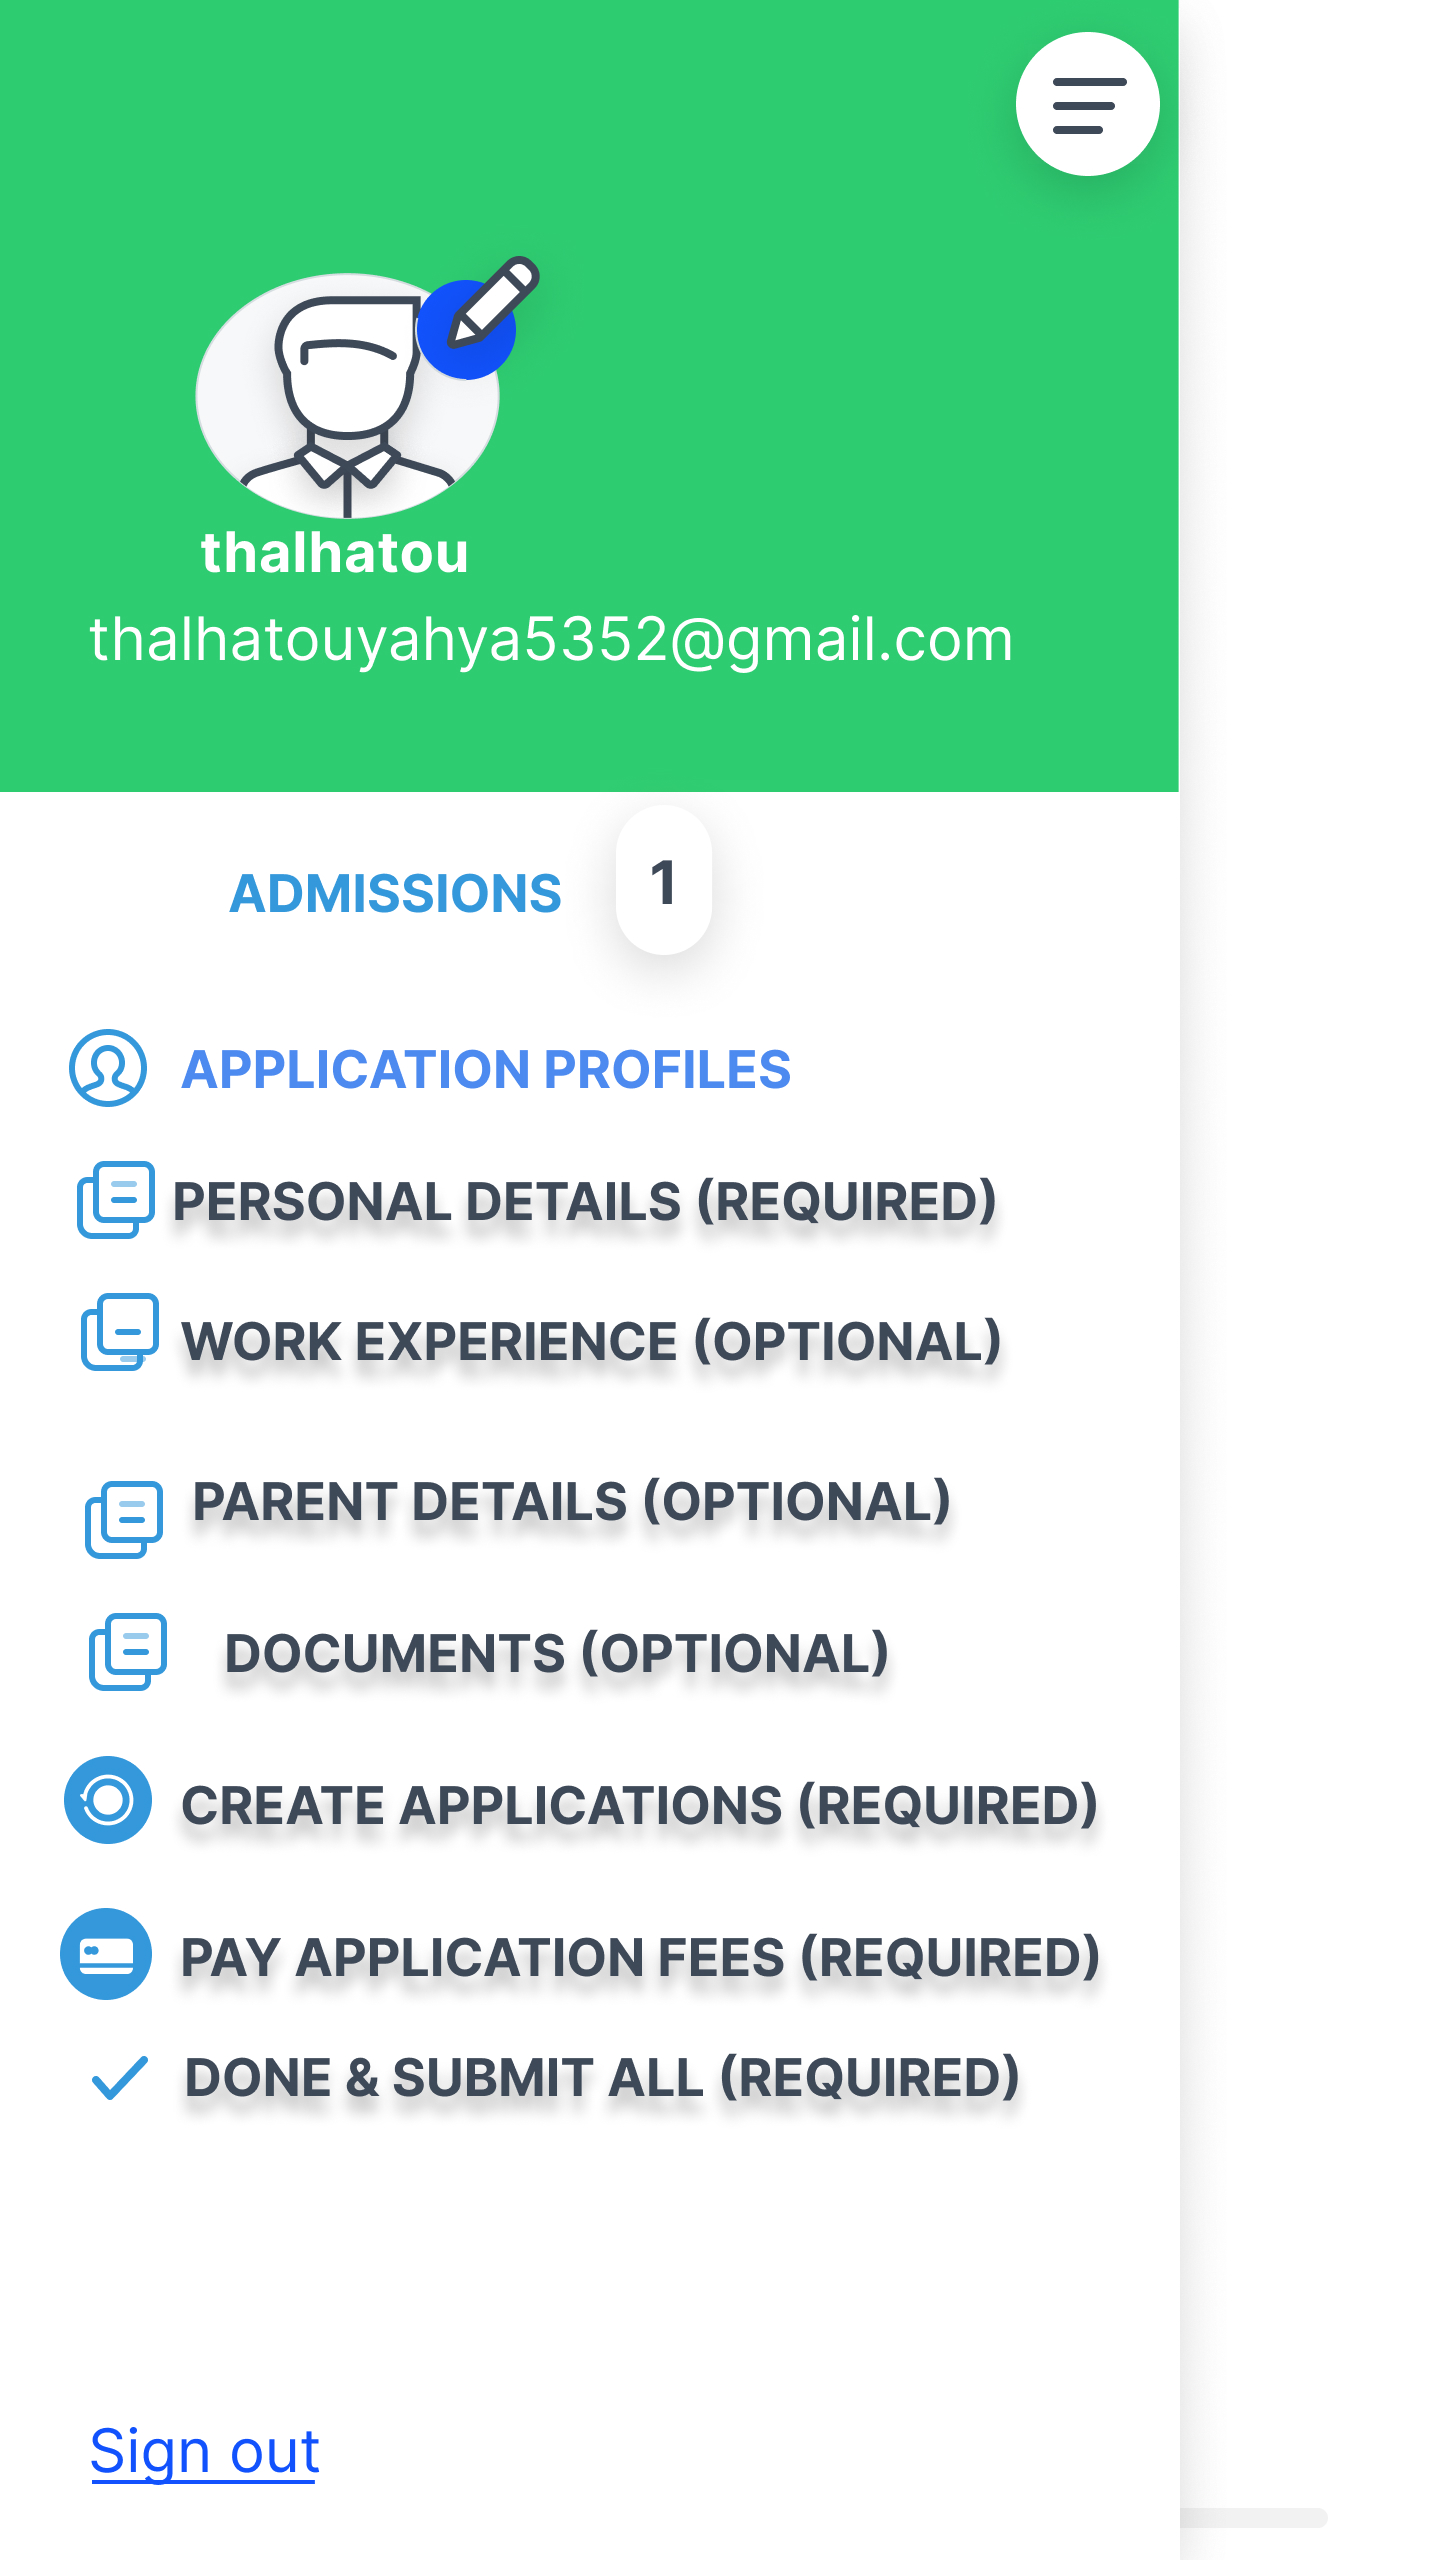 thalhatou
thalhatouyahya5352@gmail.com
ADMISSIONS 1
APPLICATION PROFILES
PERSONAL DETAILS (REQUIRED)
WORK EXPERIENCE (OPTIONAL)
PARENT DETAILS (OPTIONAL)
DOCUMENTS (OPTIONAL)
CREATE APPLICATIONS (REQUIRED)
PAY APPLICATION FEES (REQUIRED)
DONE & SUBMIT ALL (REQUIRED)
Sign out